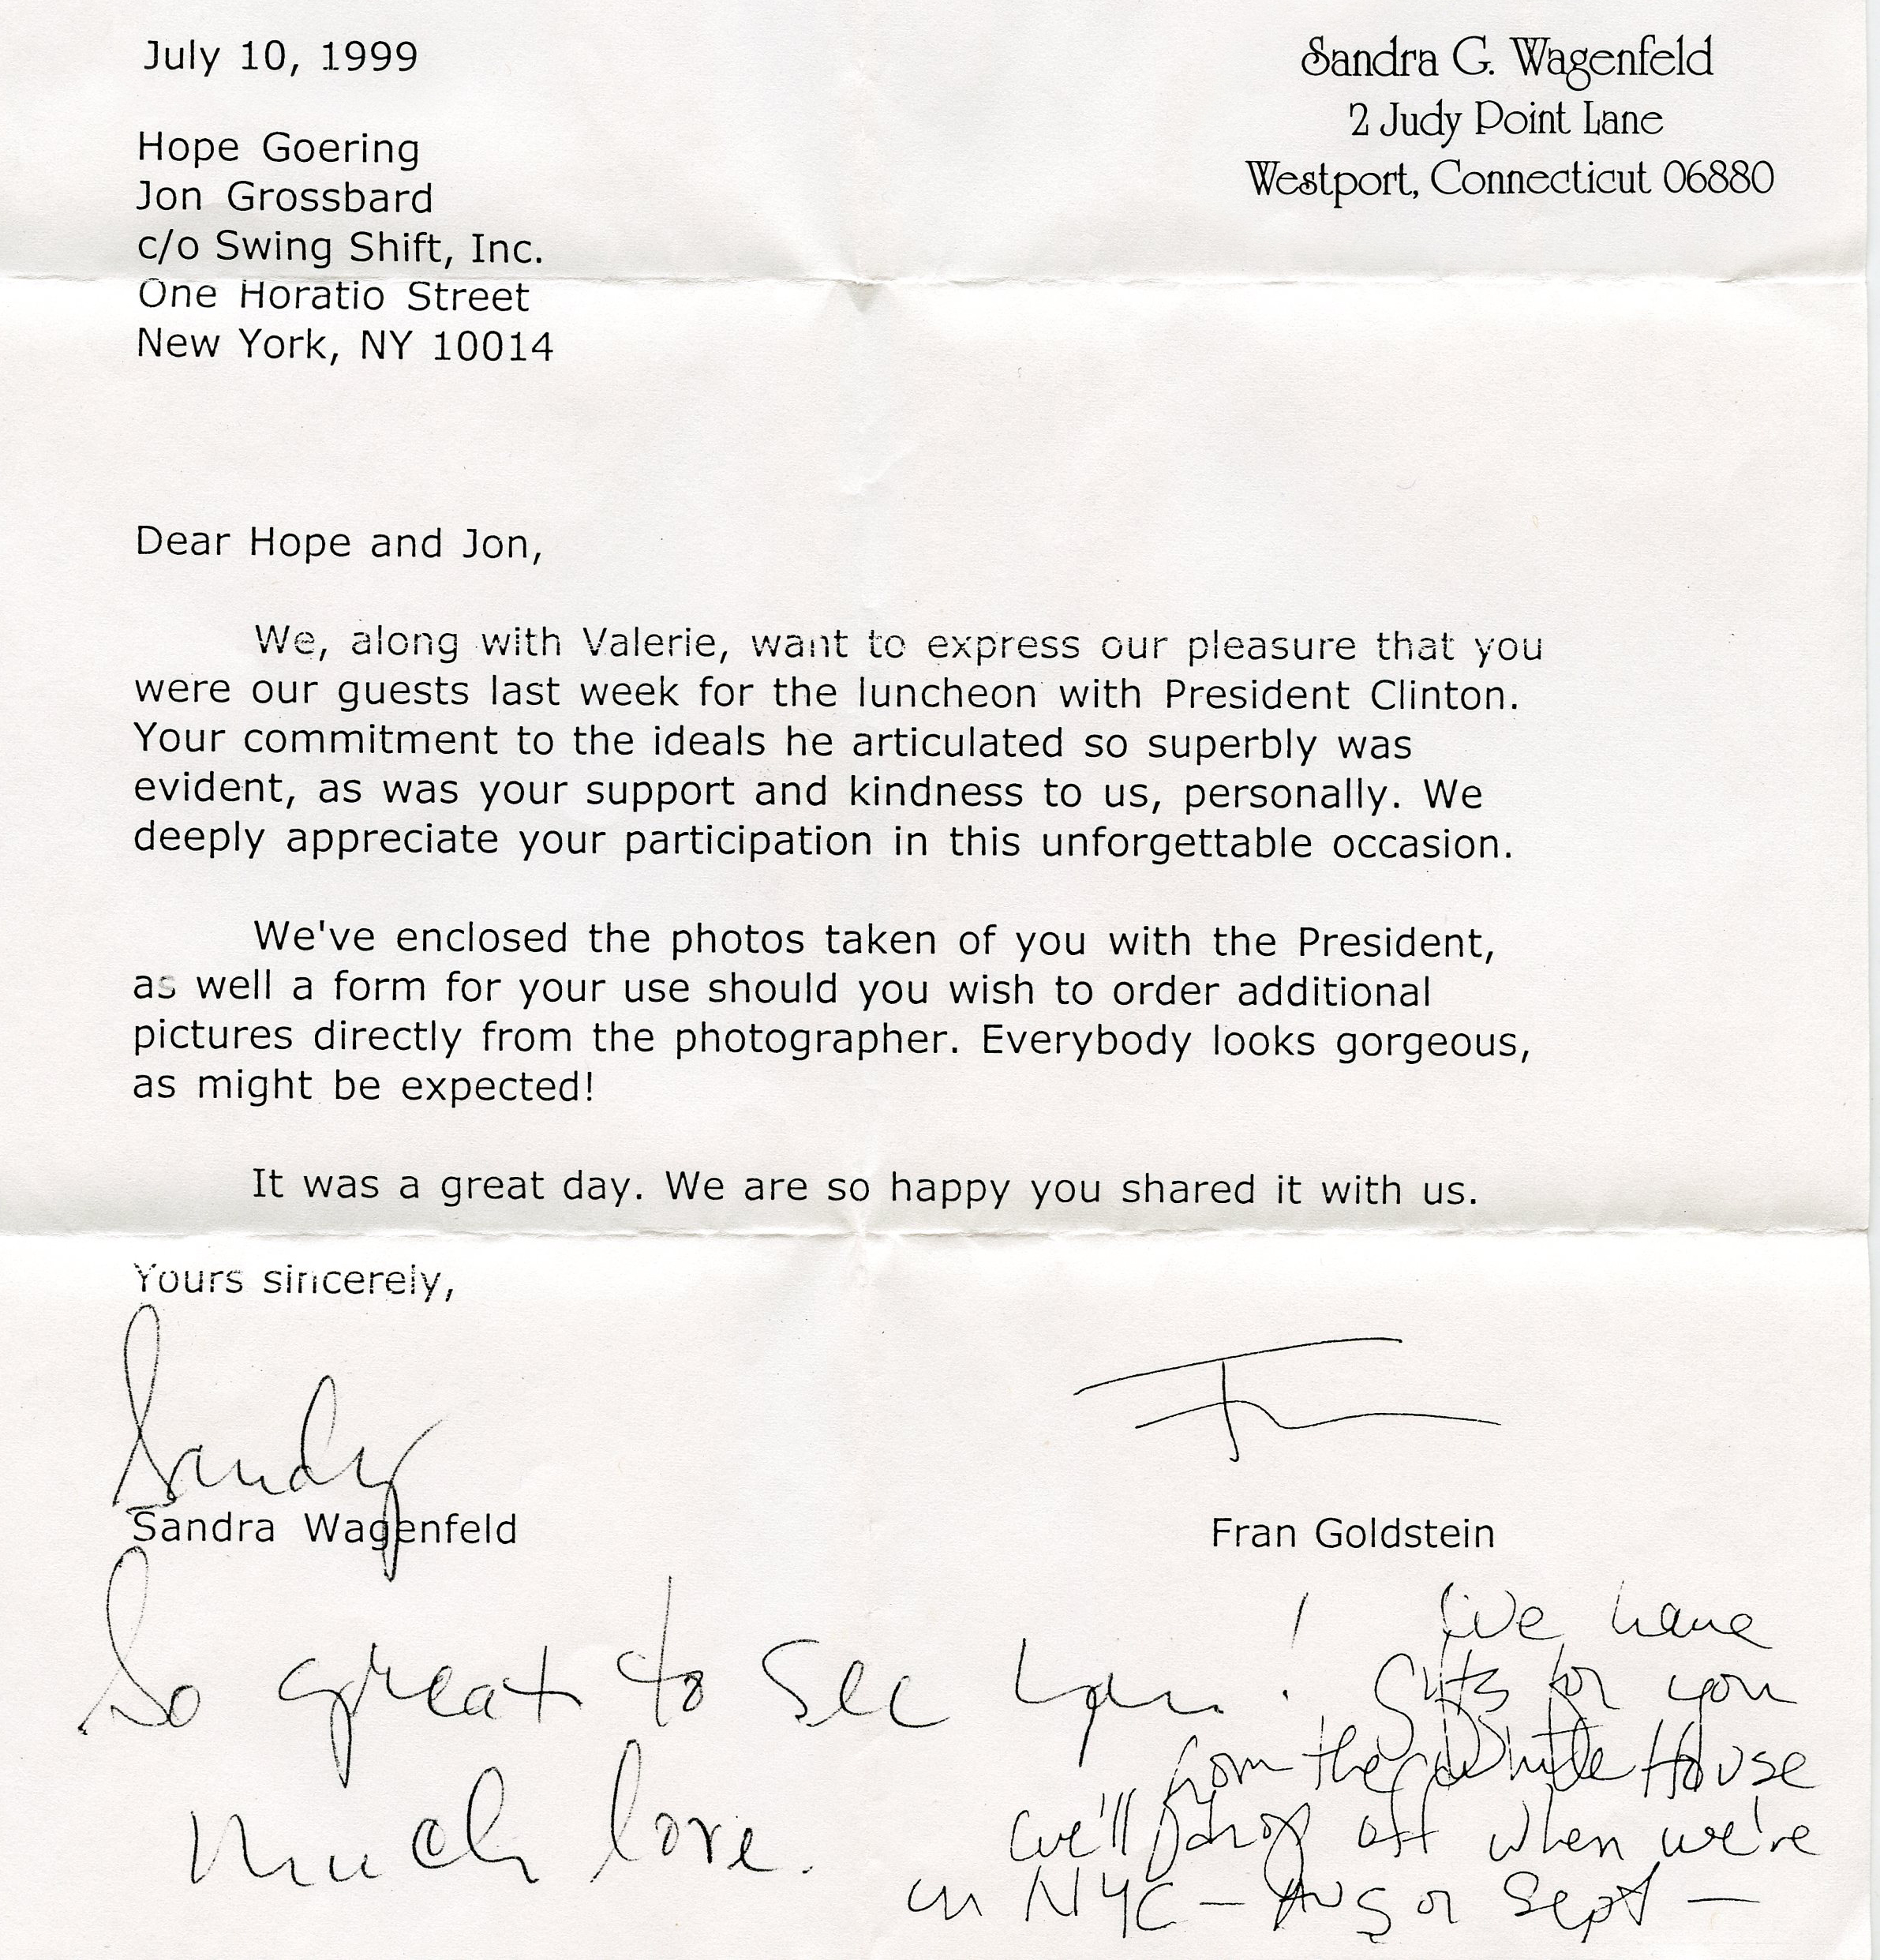 July 10, 1999
Sandra G. Wagenfeld
2 Judy Point Lane
Westport, Connecticut 06880
Hope Goering
Jon Grossbard
c/o Swing Shift, Inc.
One Horatio Street
New York, NY 10014
Dear Hope and Jon,
We, along with Valerie, want to express our pleasure that you
were our guests last week for the luncheon with President Clinton.
Your commitment to the ideals he articulated so superbly was
evident, as was your support and kindness to us, personally. We
deeply appreciate your participation in this unforgettable occasion.
We've enclosed the photos taken of you with the President,
as well a form for your use should you wish to order additional
pictures directly from the photographer. Everybody looks gorgeous,
as might be expected!
It was a great day. We are so happy you shared it with us.
Yours sincerely,
Sandy
Sandra Wagenfeld
Fran Goldstein
So great to see you!
Much love.
We have
Gifts for you
from the White House
we'll drop off when we're
in NYC — Aug or Sept —